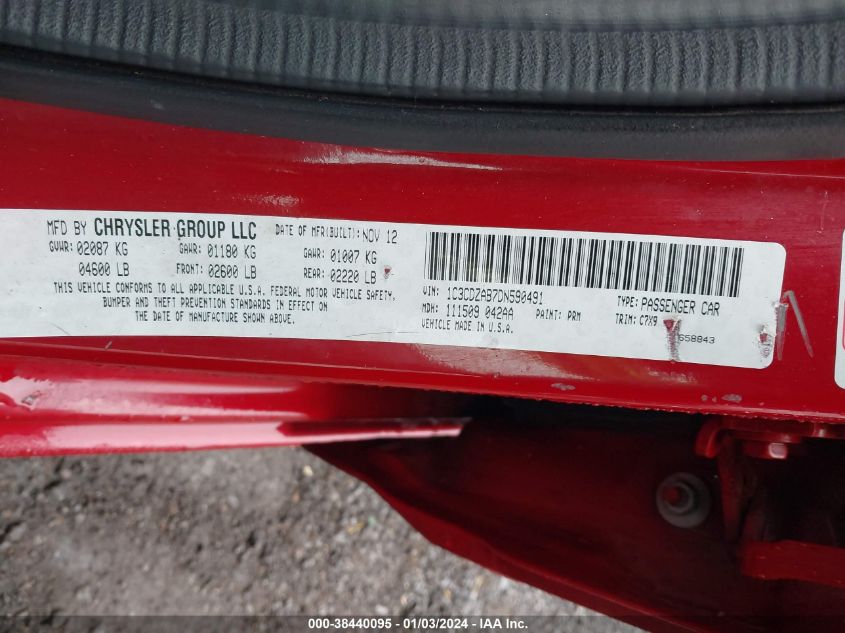 MFD BY CHRYSLER GROUP LLC DATE OF MFR(BUILT): NOV 12
GVWR: 02087 KG GAWR: 01180 KG GAWR: 01007 KG
04600 LB FRONT: 02600 LB REAR: 02220 LB
THIS VEHICLE CONFORMS TO ALL APPLICABLE U.S.A. FEDERAL MOTOR VEHICLE SAFETY,
BUMPER AND THEFT PREVENTION STANDARDS IN EFFECT ON
THE DATE OF MANUFACTURE SHOWN ABOVE.
VIN: 1C3CDZAB7DN590491 TYPE: PASSENGER CAR
MDH: 111509 042AA PAINT: PRM TRIM: C7X9
VEHICLE MADE IN U.S.A. 658843
000-38440095 - 01/03/2024 - IAA Inc.